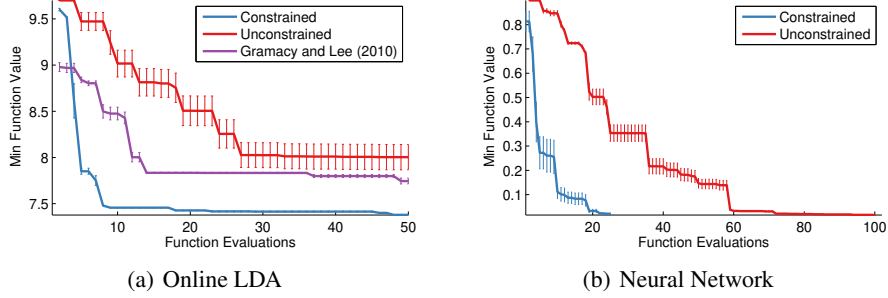 Min Function Value
9.5
9
8.5
8
7.5
10
20
30
40
50
Function Evaluations
Constrained
Unconstrained
Gramacy and Lee (2010)
(a) Online LDA
Min Function Value
0.8
0.7
0.6
0.5
0.4
0.3
0.2
0.1
20
40
60
80
100
Function Evaluations
Constrained
Unconstrained
(b) Neural Network